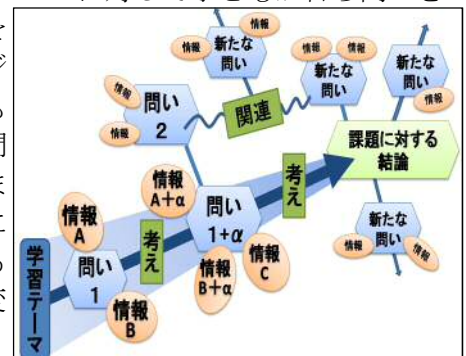 情報
情報
新たな
問い
情報
情報
新たな
問い
新たな
問い
情報
情報
情報
問い
2
関連
課題に対する
結論
情報
A+α
考え
情報
A
考え
問い
1+α
新たな
問い
情報
情報
学習テーマ
問い
1
情報
B+α
情報
C
情報
B